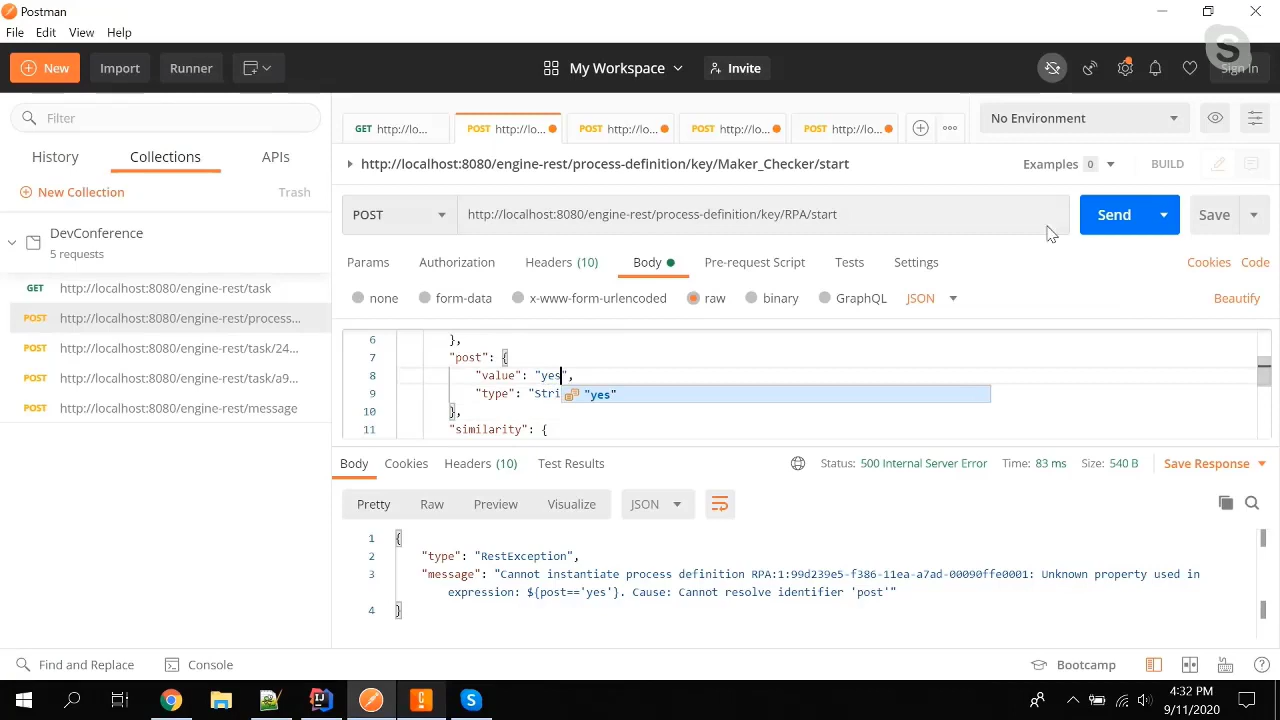 Postman
File Edit View Help
New Import Runner My Workspace Invite Sign In
Filter
History Collections APIs
New Collection Trash
DevConference
5 requests
GET http://localhost:8080/engine-rest/task
POST http://localhost:8080/engine-rest/process...
POST http://localhost:8080/engine-rest/task/24...
POST http://localhost:8080/engine-rest/task/a9...
POST http://localhost:8080/engine-rest/message
GET http://lo... POST http://lo... POST http://lo... POST http://lo... POST http://lo... No Environment
http://localhost:8080/engine-rest/process-definition/key/Maker_Checker/start Examples 0 BUILD
POST http://localhost:8080/engine-rest/process-definition/key/RPA/start Send Save
Params Authorization Headers (10) Body Pre-request Script Tests Settings Cookies Code
none form-data x-www-form-urlencoded raw binary GraphQL JSON Beautify
6 },
7 "post": {
8 "value": "yes",
9 "type": "Stri "yes"
10 },
11 "similarity": {
Body Cookies Headers (10) Test Results Status: 500 Internal Server Error Time: 83 ms Size: 540 B Save Response
Pretty Raw Preview Visualize JSON
1 {
2 "type": "RestException",
3 "message": "Cannot instantiate process definition RPA:1:99d239e5-f386-11ea-a7ad-00090ffe0001: Unknown property used in
expression: ${post=='yes'}. Cause: Cannot resolve identifier 'post'"
4 }
Find and Replace Console Bootcamp
4:32 PM
9/11/2020